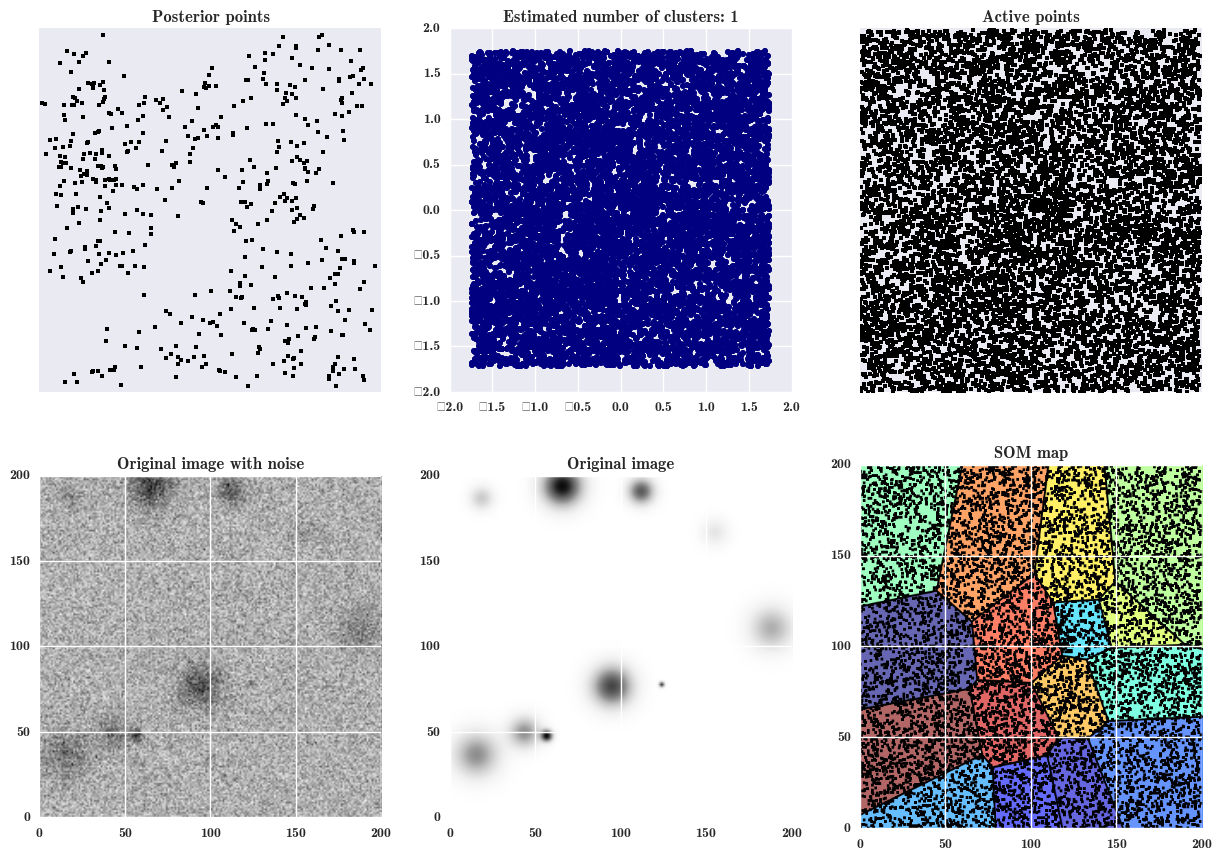 Posterior points
Estimated number of clusters: 1
Active points
2.0
1.5
1.0
0.5
0.0
□0.5
□1.0
□1.5
□2.0
□2.0 □1.5 □1.0 □0.5 0.0 0.5 1.0 1.5 2.0
Original image with noise
Original image
SOM map
200
150
100
50
0
0 50 100 150 200
200
150
100
50
0
0 50 100 150 200
200
150
100
50
0
0 50 100 150 200